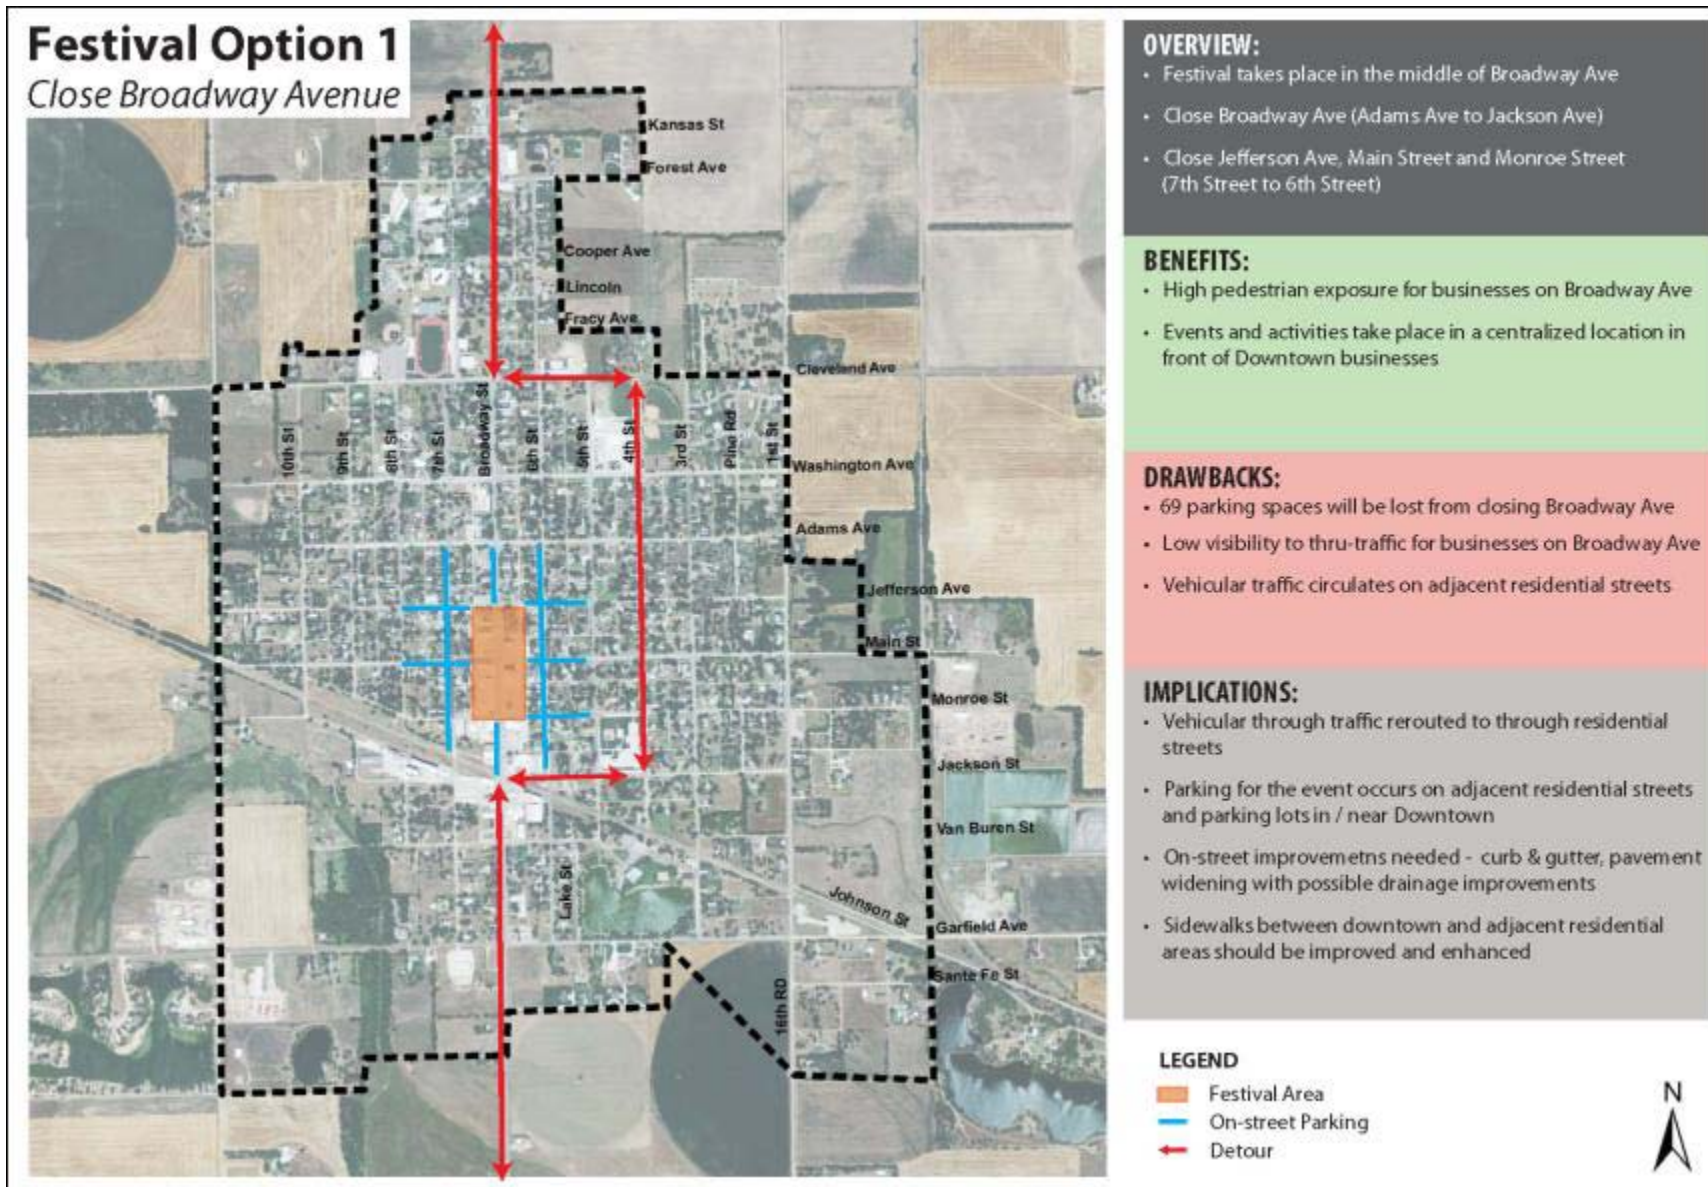 Festival Option 1
Close Broadway Avenue
Kansas St
Forest Ave
Cooper Ave
Lincoln
Fracy Ave
Cleveland Ave
10th St
9th St
8th St
7th St
Broadway St
6th St
5th St
4th St
3rd St
Pine Rd
1st St
Washington Ave
Adams Ave
Jefferson Ave
Main St
Monroe St
Jackson St
Van Buren St
Lake St
Johnson St
Garfield Ave
Sante Fe St
16th RD
OVERVIEW:
• Festival takes place in the middle of Broadway Ave
• Close Broadway Ave (Adams Ave to Jackson Ave)
• Close Jefferson Ave, Main Street and Monroe Street
(7th Street to 6th Street)
BENEFITS:
• High pedestrian exposure for businesses on Broadway Ave
• Events and activities take place in a centralized location in
front of Downtown businesses
DRAWBACKS:
• 69 parking spaces will be lost from closing Broadway Ave
• Low visibility to thru-traffic for businesses on Broadway Ave
• Vehicular traffic circulates on adjacent residential streets
IMPLICATIONS:
• Vehicular through traffic rerouted to through residential
streets
• Parking for the event occurs on adjacent residential streets
and parking lots in / near Downtown
• On-street improvemetns needed - curb & gutter, pavement
widening with possible drainage improvements
• Sidewalks between downtown and adjacent residential
areas should be improved and enhanced
LEGEND
Festival Area
On-street Parking
Detour
N